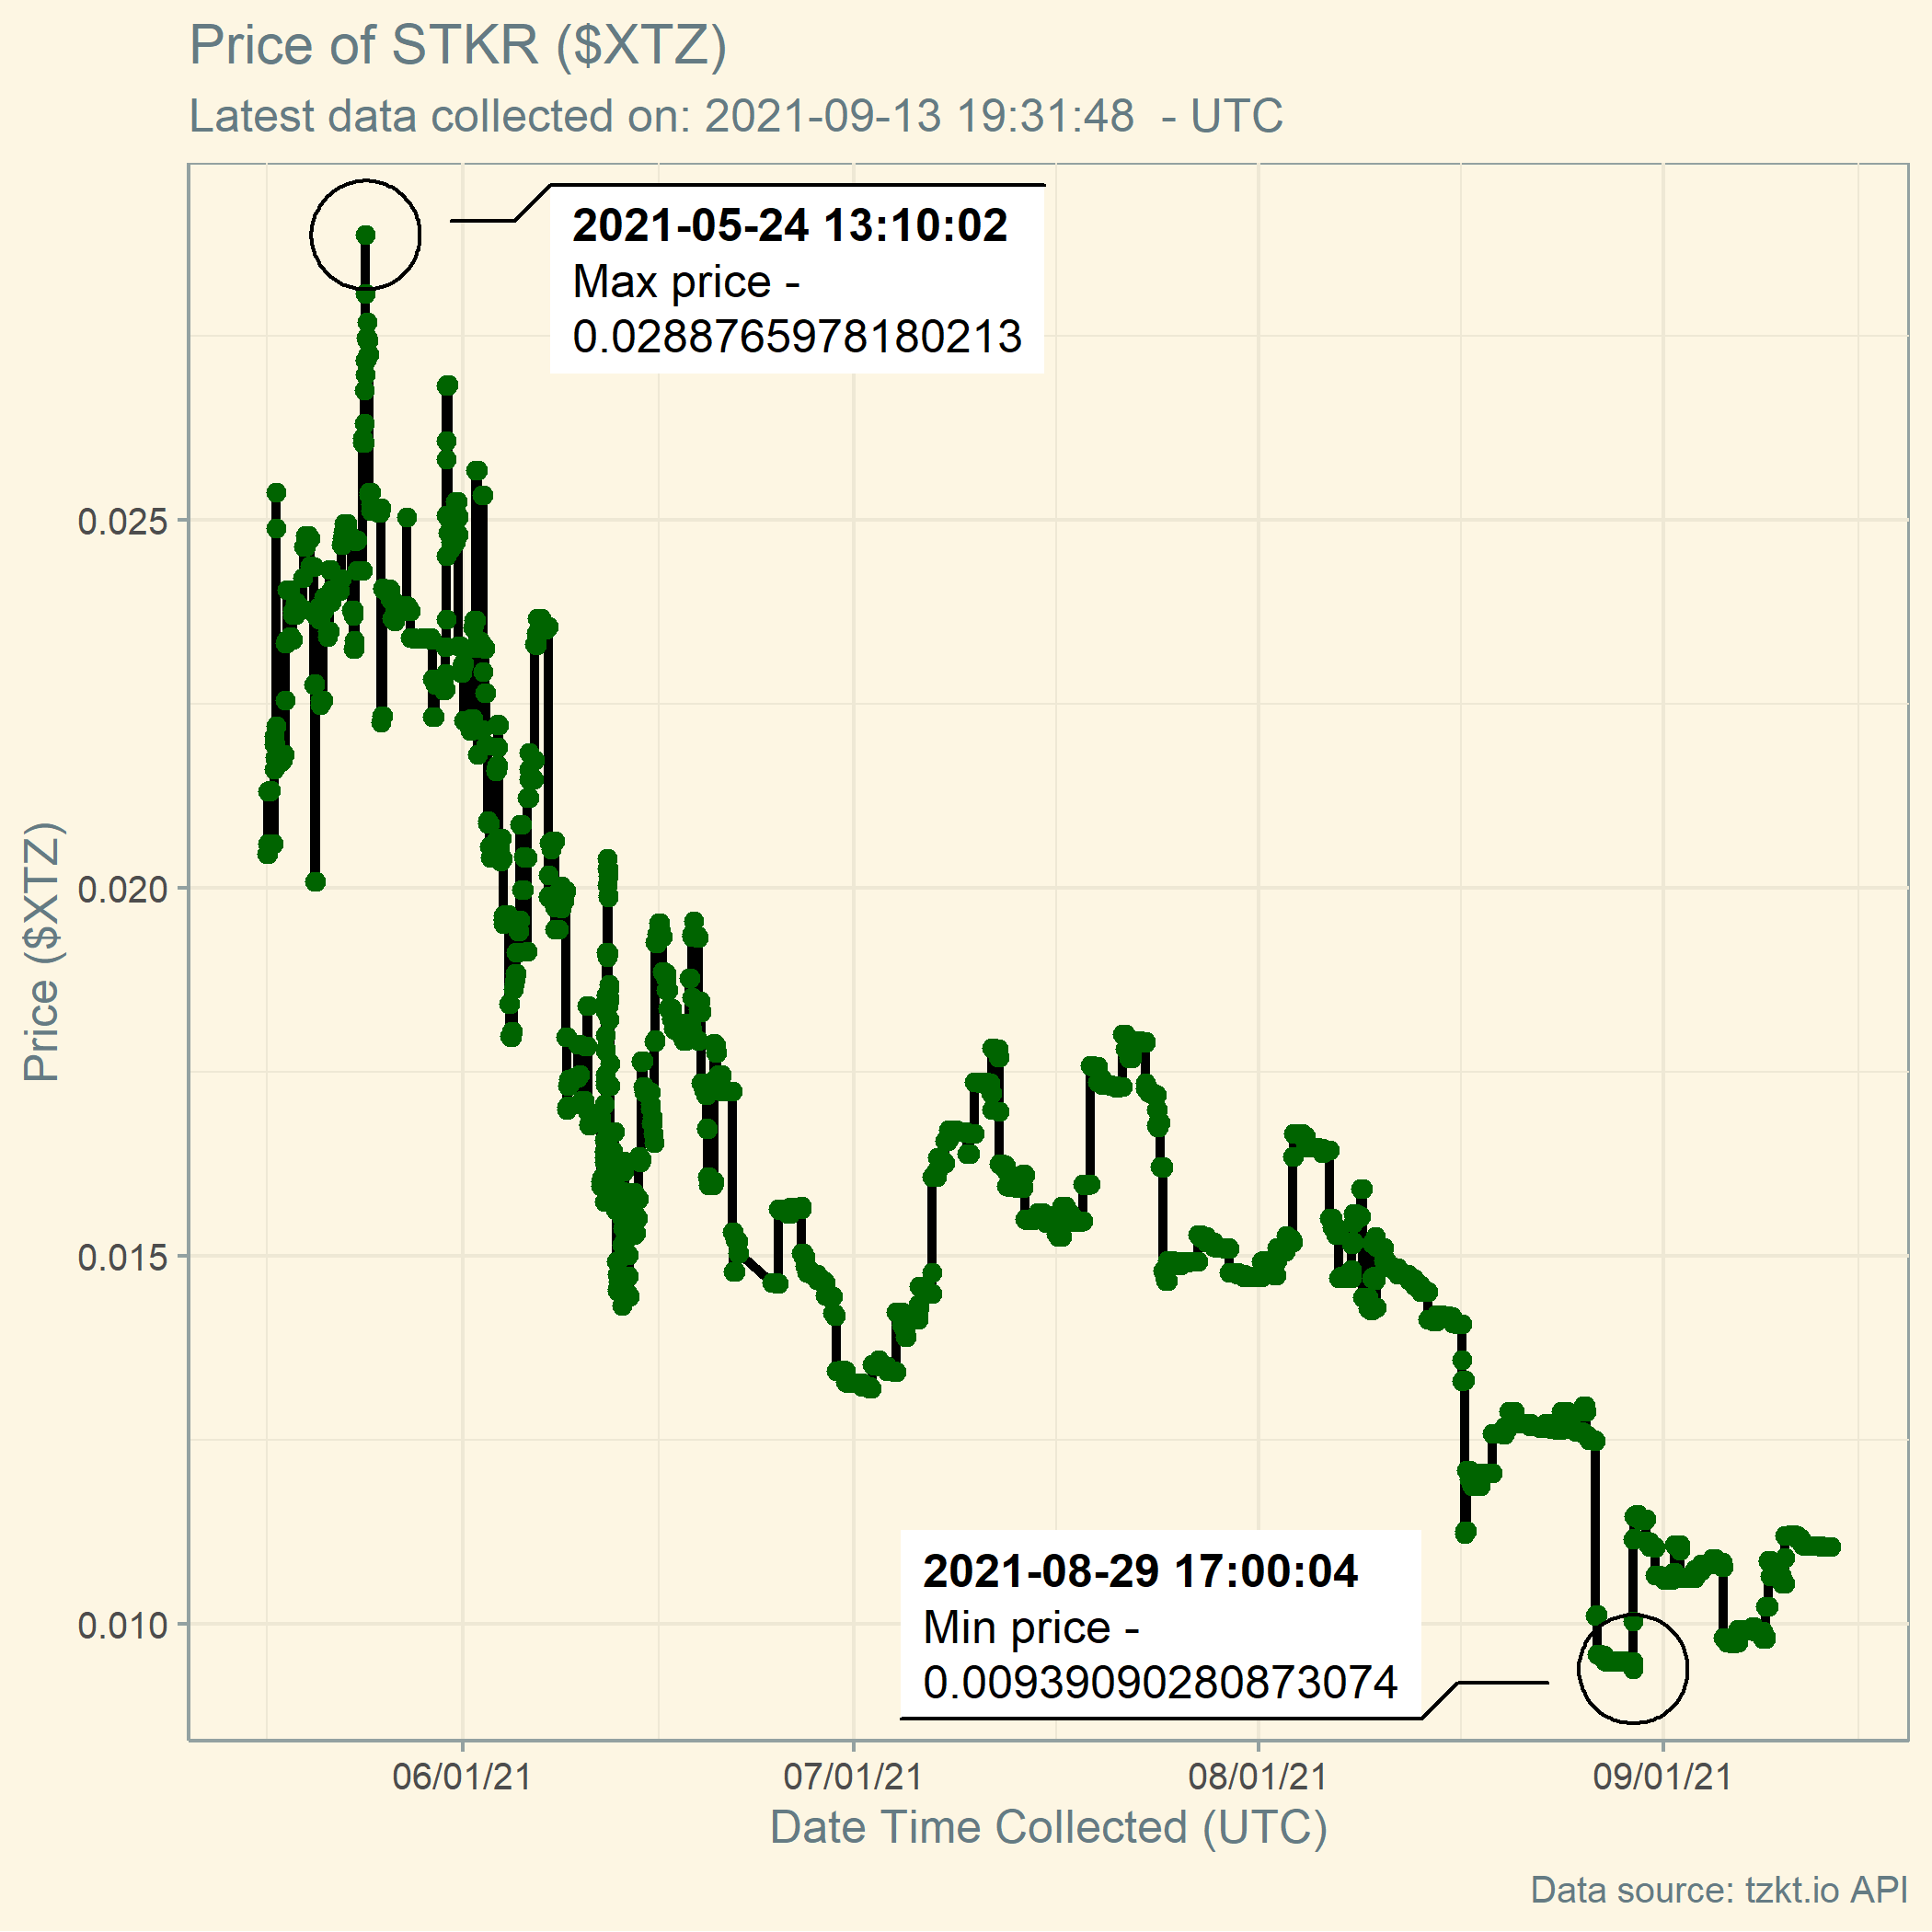 Price of STKR ($XTZ)
Latest data collected on: 2021-09-13 19:31:48  - UTC
2021-05-24 13:10:02
Max price -
0.0288765978180213
0.025
0.020
0.015
0.010
Price ($XTZ)
2021-08-29 17:00:04
Min price -
0.00939090280873074
06/01/21
07/01/21
08/01/21
09/01/21
Date Time Collected (UTC)
Data source: tzkt.io API